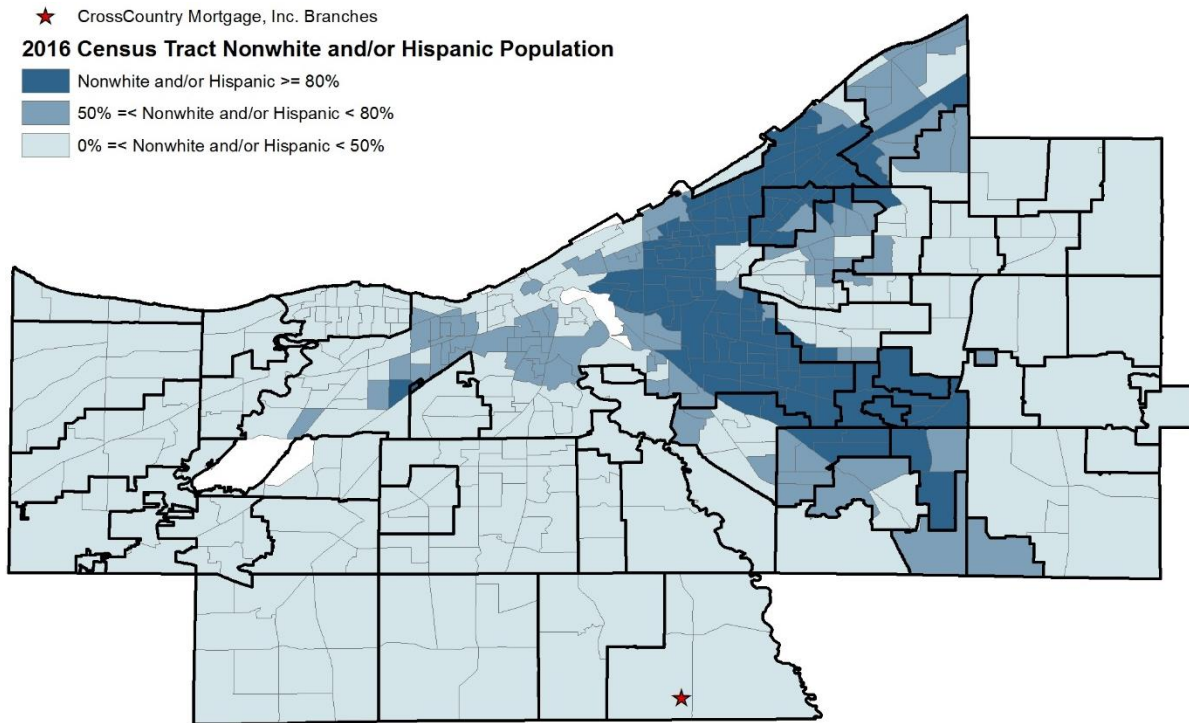 CrossCountry Mortgage, Inc. Branches
2016 Census Tract Nonwhite and/or Hispanic Population
Nonwhite and/or Hispanic >= 80%
50% =< Nonwhite and/or Hispanic < 80%
0% =< Nonwhite and/or Hispanic < 50%